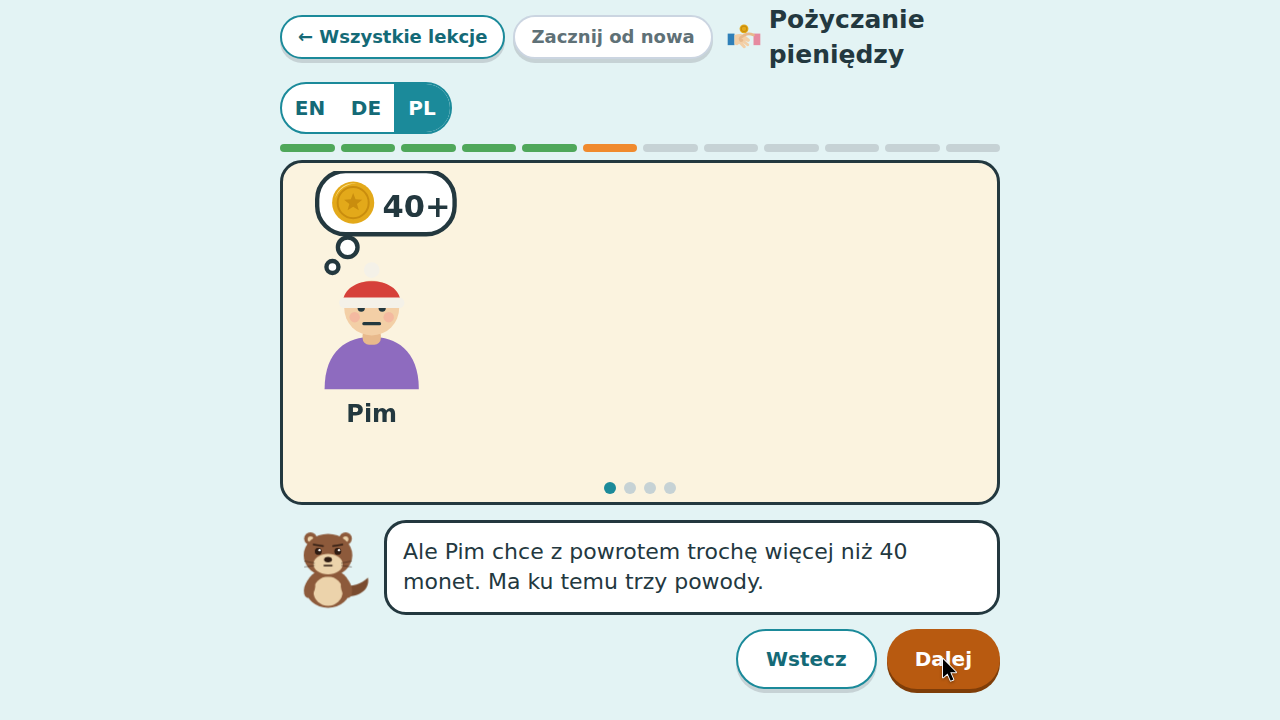 ← Wszystkie lekcje
Zacznij od nowa
Pożyczanie
pieniędzy
EN DE PL
40+
Pim
Ale Pim chce z powrotem trochę więcej niż 40
monet. Ma ku temu trzy powody.
Wstecz
Dalej